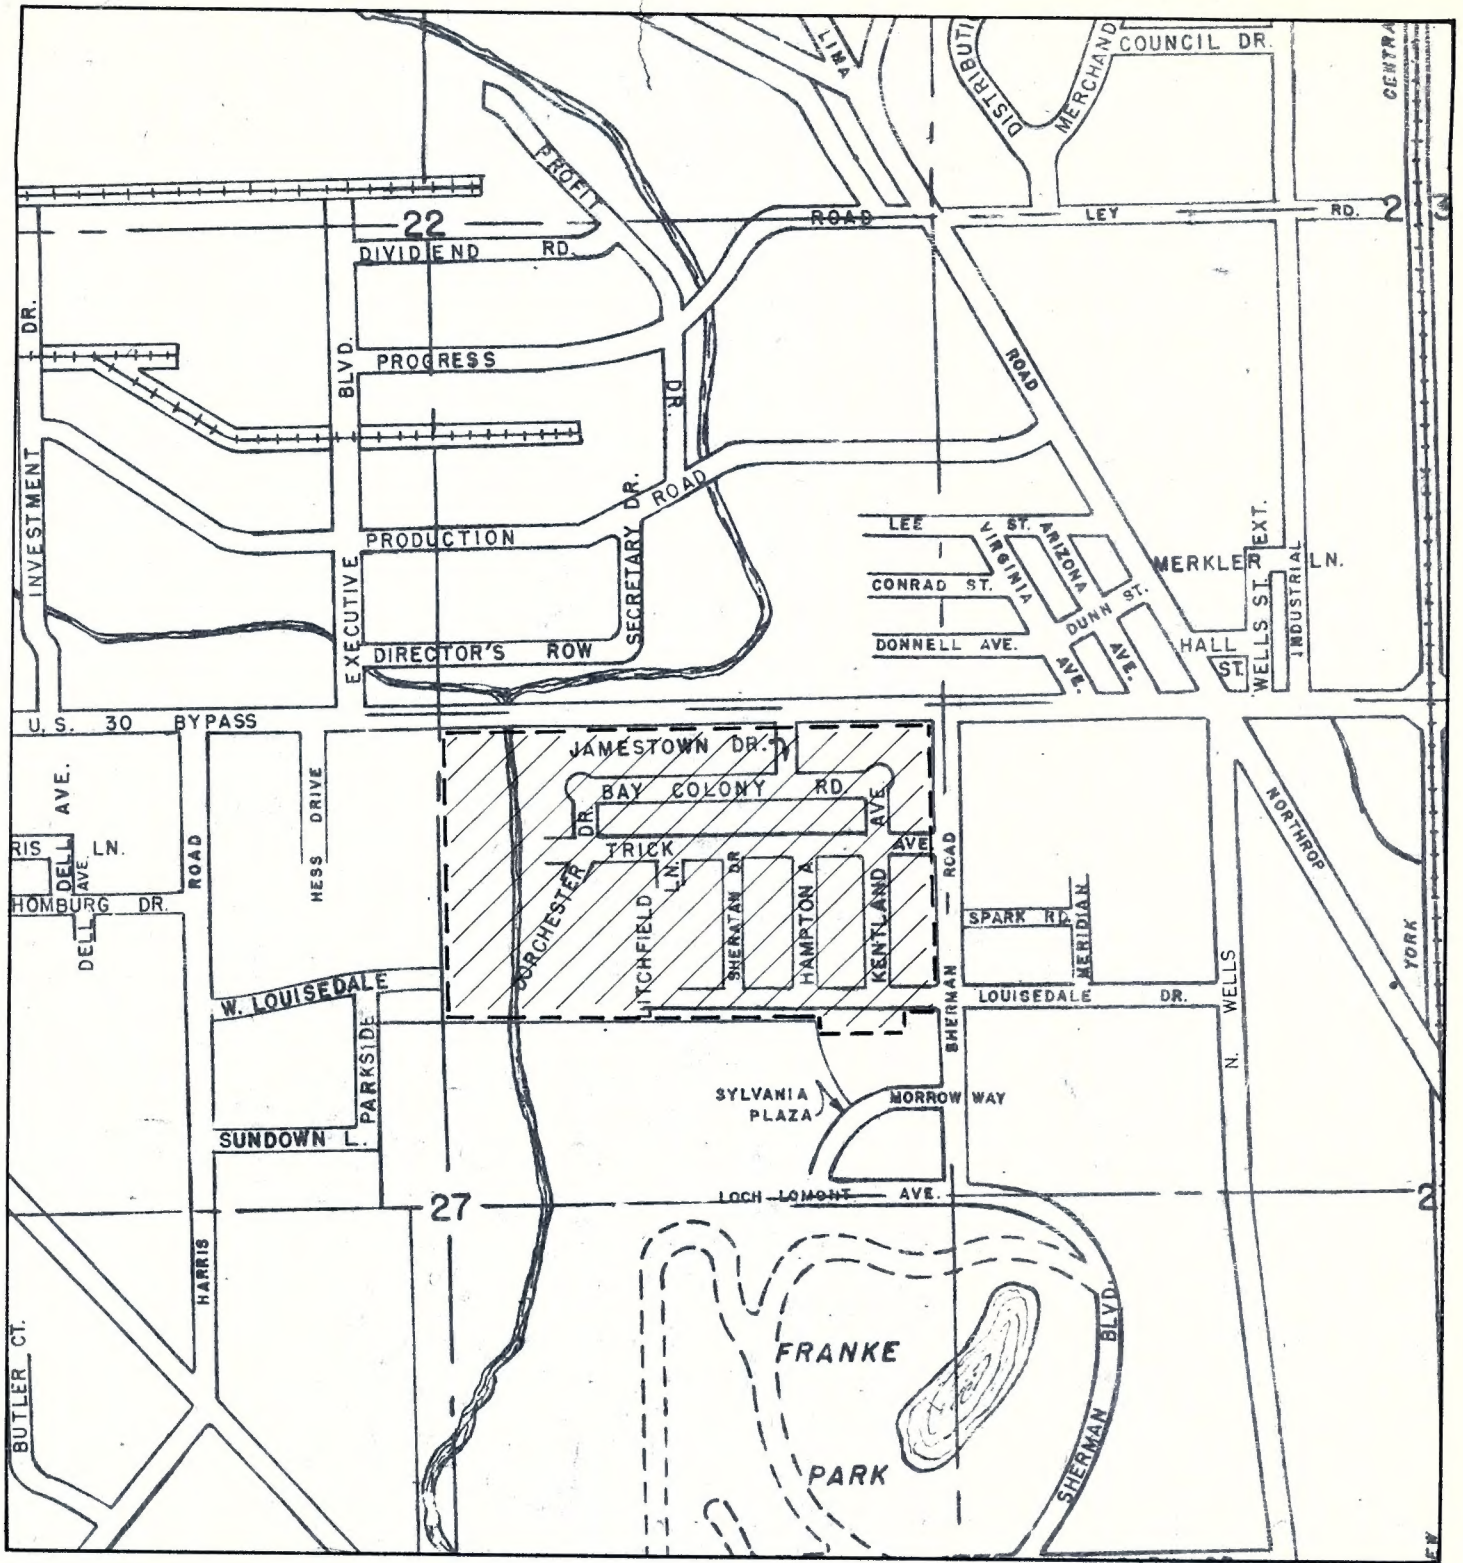 LIMA
DISTRIBUTI
MERCHAND
COUNCIL DR.
CENTRA
PROFIT
22
ROAD
LEY
RD.
2
3
DIVIDEND RD.
DR.
BLVD.
PROGRESS
DR.
ROAD
INVESTMENT
ROAD
SECRETARY DR.
PRODUCTION
EXECUTIVE
DIRECTOR'S ROW
LEE ST.
VIRGINIA
ARIZONA
CONRAD ST.
DUNN ST.
DONNELL AVE.
AVE.
AVE.
MERKLER LN.
WELLS ST. EXT.
INDUSTRIAL
HALL
ST.
U.S. 30 BYPASS
JAMESTOWN DR.
BAY COLONY RD.
DR.
AVE.
TRICK
AVE
DORCHESTER
LITCHFIELD
LN.
SHERATAN DR
HAMPTON A
KENTLAND
ROAD
SHERMAN
AVE.
RIS
LN.
DELL
AVE.
HOMBURG DR.
DELL
ROAD
HESS DRIVE
W. LOUISEDALE
PARKSIDE
SUNDOWN L.
SPARK RD.
MERIDIAN
LOUISEDALE DR.
N. WELLS
NORTHROP
YORK
SYLVANIA
PLAZA
MORROW WAY
LOCH LOMONT AVE.
27
2
HARRIS
BUTLER CT.
FRANKE
PARK
SHERMAN
BLVD.
EW